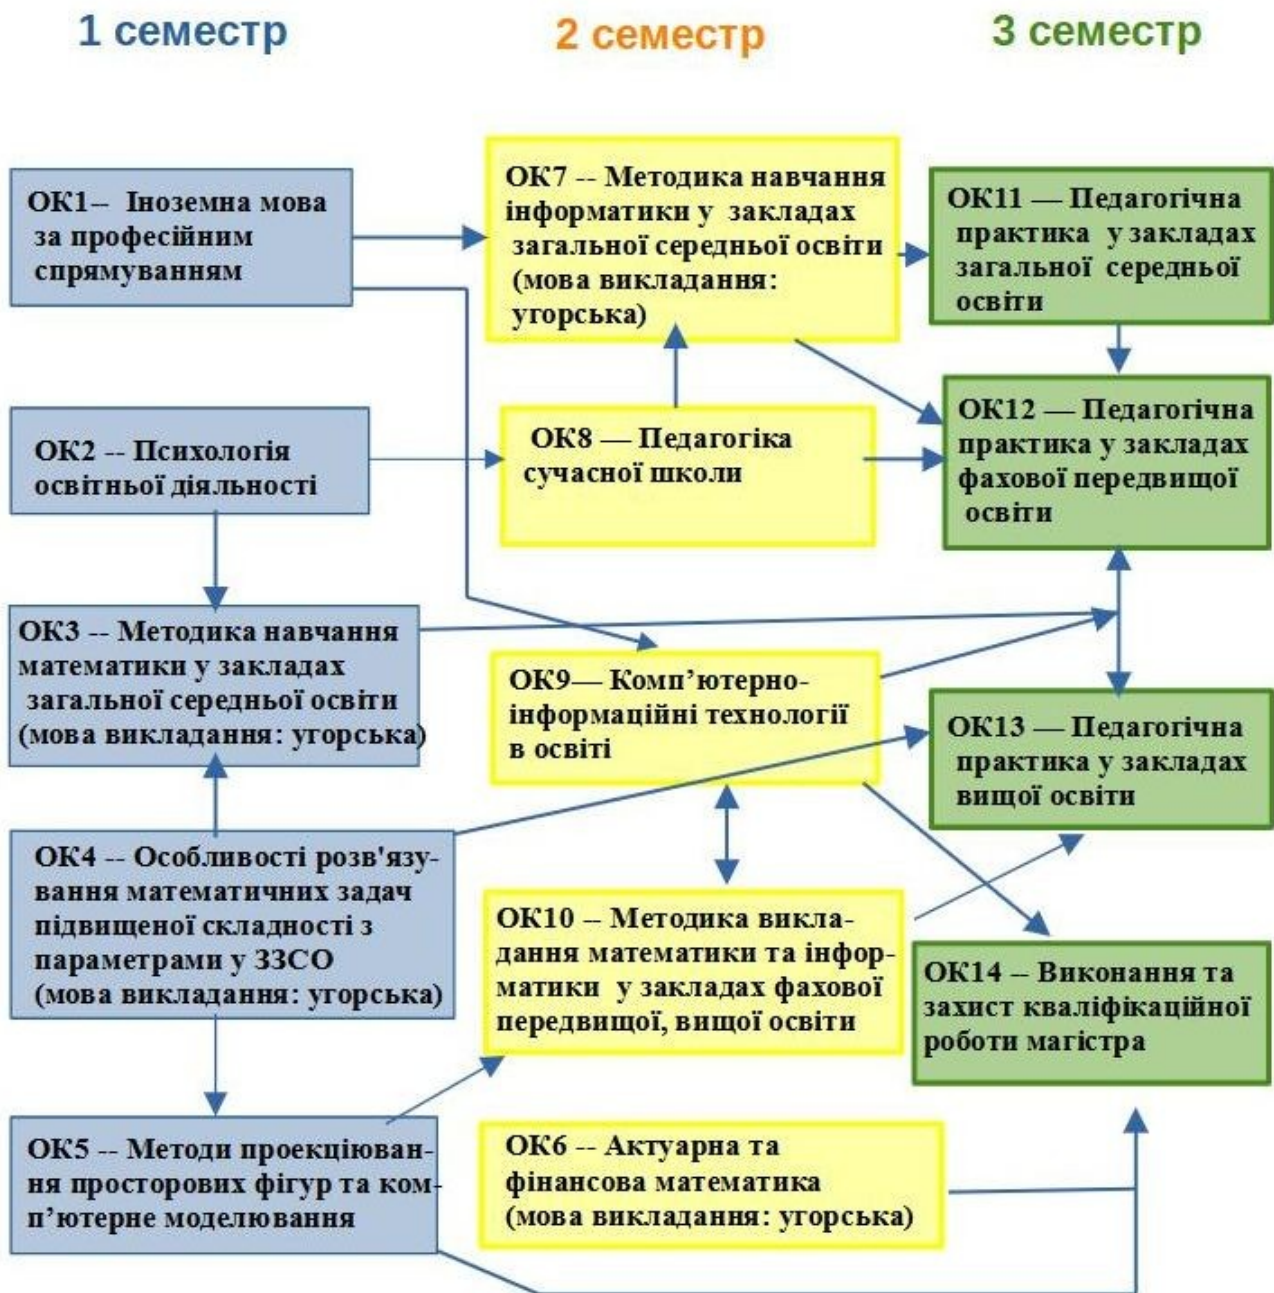 1 семестр
2 семестр
3 семестр
ОК1– Іноземна мова
за професійним
спрямуванням
ОК2 -- Психологія
освітньої діяльності
ОК3 -- Методика навчання
математики у закладах
загальної середньої освіти
(мова викладання: угорська)
ОК4 -- Особливості розв'язу-
вання математичних задач
підвищеної складності з
параметрами у ЗЗСО
(мова викладання: угорська)
ОК5 -- Методи проекціюван-
ня просторових фігур та ком-
п’ютерне моделювання
ОК7 -- Методика навчання
інформатики у закладах
загальної середньої освіти
(мова викладання:
угорська)
ОК8 — Педагогіка
сучасної школи
ОК9— Комп’ютерно-
інформаційні технології
в освіті
ОК10 – Методика викла-
дання математики та інфор-
матики у закладах фахової
передвищої, вищої освіти
ОК6 -- Актуарна та
фінансова математика
(мова викладання: угорська)
ОК11 — Педагогічна
практика у закладах
загальної середньої
освіти
ОК12 — Педагогічна
практика у закладах
фахової передвищої
освіти
ОК13 — Педагогічна
практика у закладах
вищої освіти
ОК14 – Виконання та
захист кваліфікаційної
роботи магістра